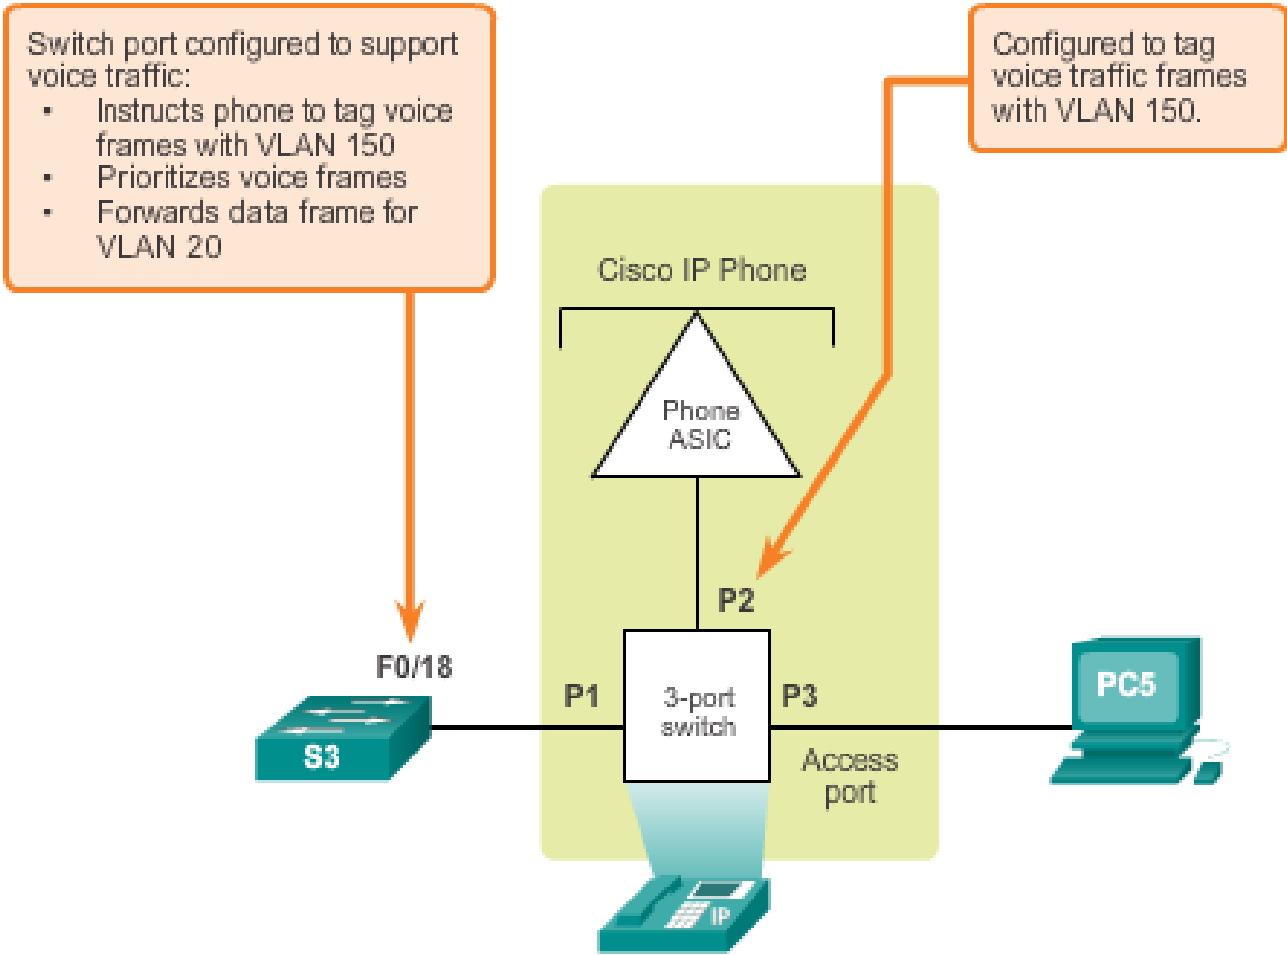 Switch port configured to support
voice traffic:
• Instructs phone to tag voice
frames with VLAN 150
• Prioritizes voice frames
• Forwards data frame for
VLAN 20
Configured to tag
voice traffic frames
with VLAN 150.
Cisco IP Phone
Phone
ASIC
P2
F0/18
P1
3-port
switch
P3
PC5
S3
Access
port
IP